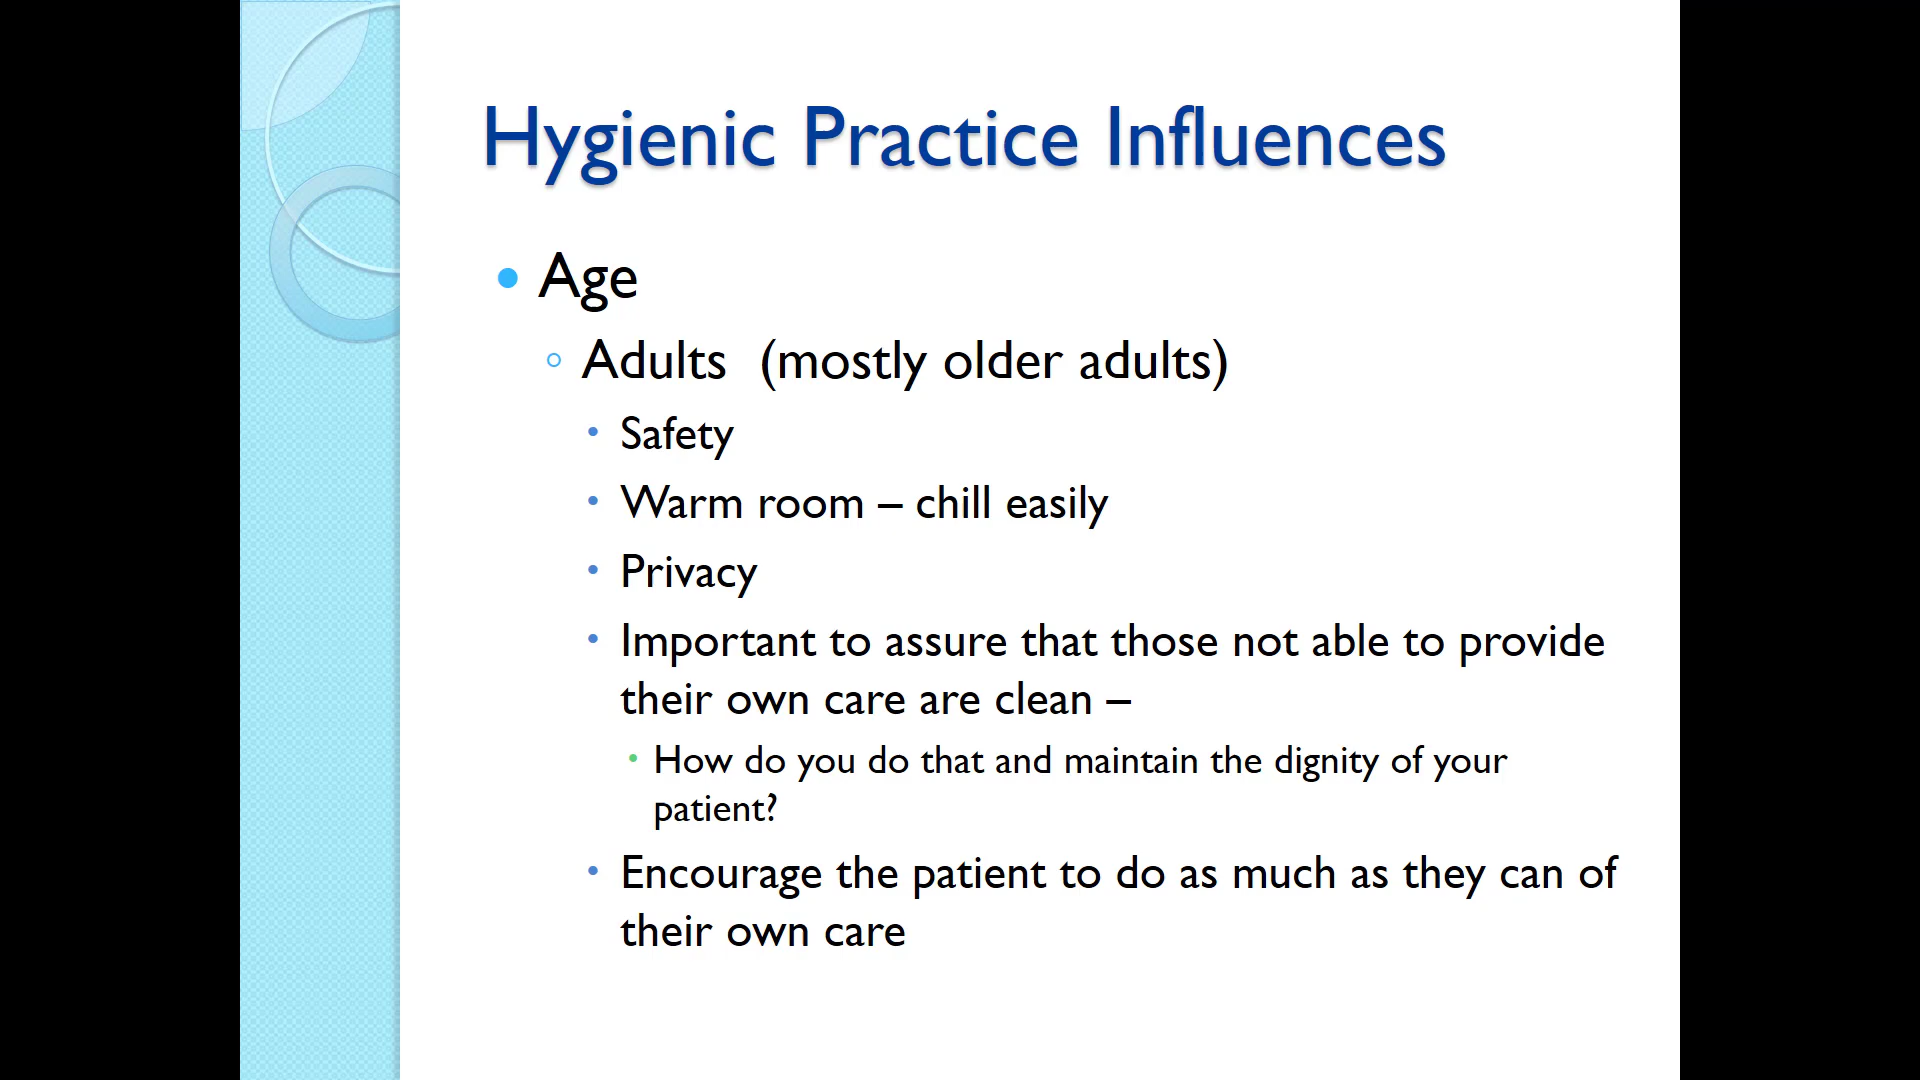 Hygienic Practice Influences
• Age
◦ Adults (mostly older adults)
• Safety
• Warm room – chill easily
• Privacy
• Important to assure that those not able to provide
their own care are clean –
• How do you do that and maintain the dignity of your
patient?
• Encourage the patient to do as much as they can of
their own care